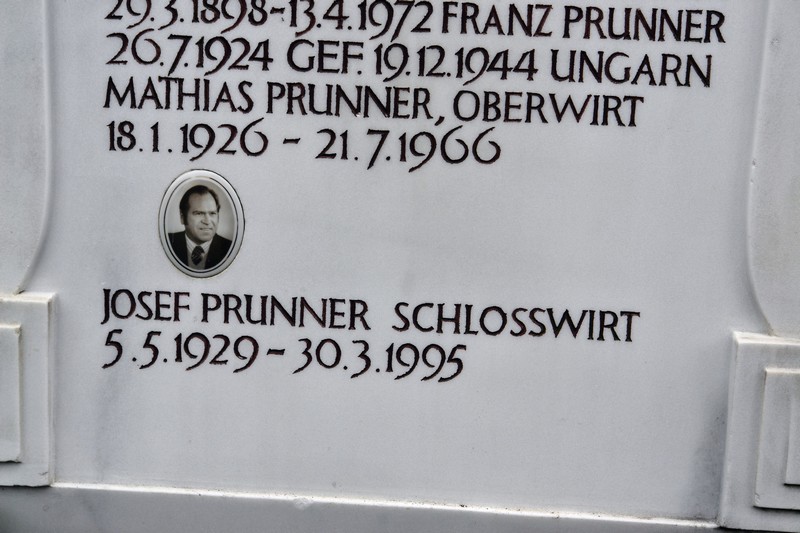 29.3.1898-13.4.1972 FRANZ PRUNNER
26.7.1924 GEF. 19.12.1944 UNGARN
MATHIAS PRUNNER, OBERWIRT
18.1.1926 - 21.7.1966
JOSEF PRUNNER SCHLOSSWIRT
5.5.1929 - 30.3.1995